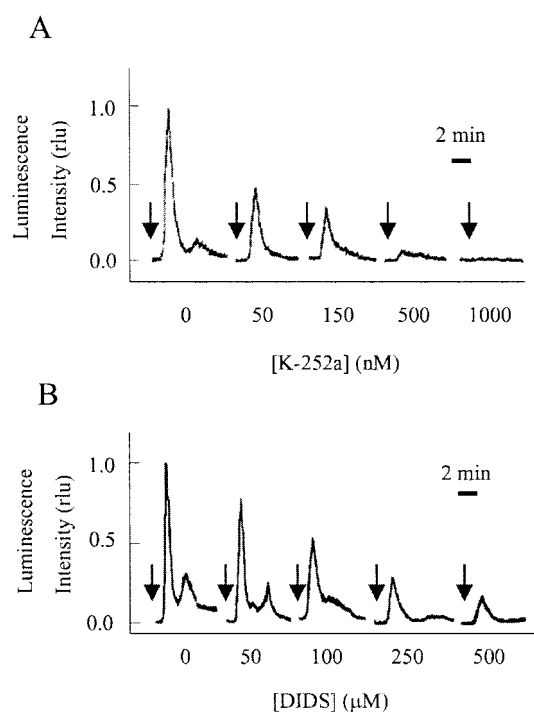 A
Luminescence
Intensity (rlu)
1.0
0.5
0.0
2 min
0 50 150 500 1000
[K-252a] (nM)
B
Luminescence
Intensity (rlu)
1.0
0.5
0.0
2 min
0 50 100 250 500
[DIDS] (μM)